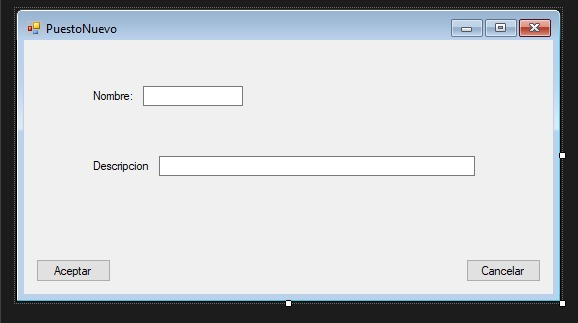 PuestoNuevo
Nombre:
Descripcion
Aceptar
Cancelar